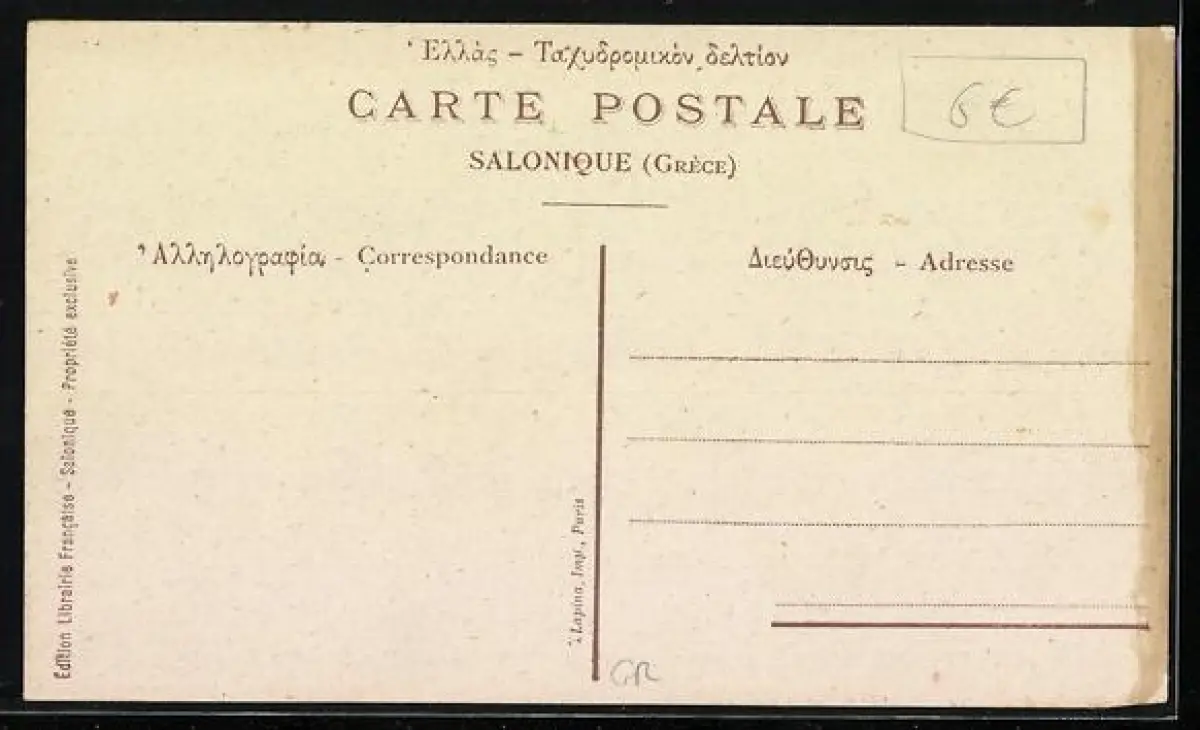 Ἑλλὰς – Ταχυδρομικὸν δελτίον
CARTE POSTALE
6 €
SALONIQUE (GRÈCE)
Ἀλληλογραφία - Correspondance
Διεύθυνσις - Adresse
Edition Librairie Française - Salonique - Propriété exclusive
Lapina, Imp., Paris
GR